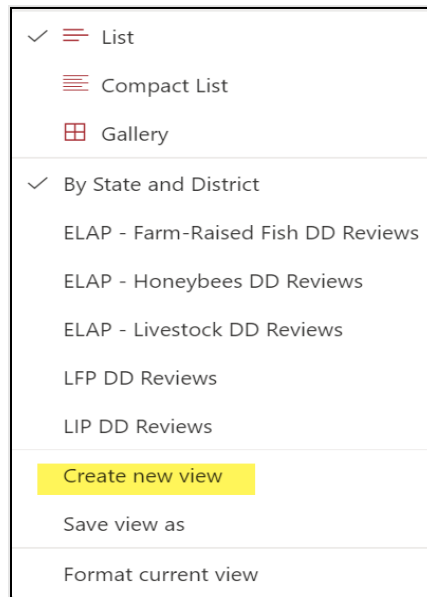 List
Compact List
Gallery
By State and District
ELAP - Farm-Raised Fish DD Reviews
ELAP - Honeybees DD Reviews
ELAP - Livestock DD Reviews
LFP DD Reviews
LIP DD Reviews
Create new view
Save view as
Format current view